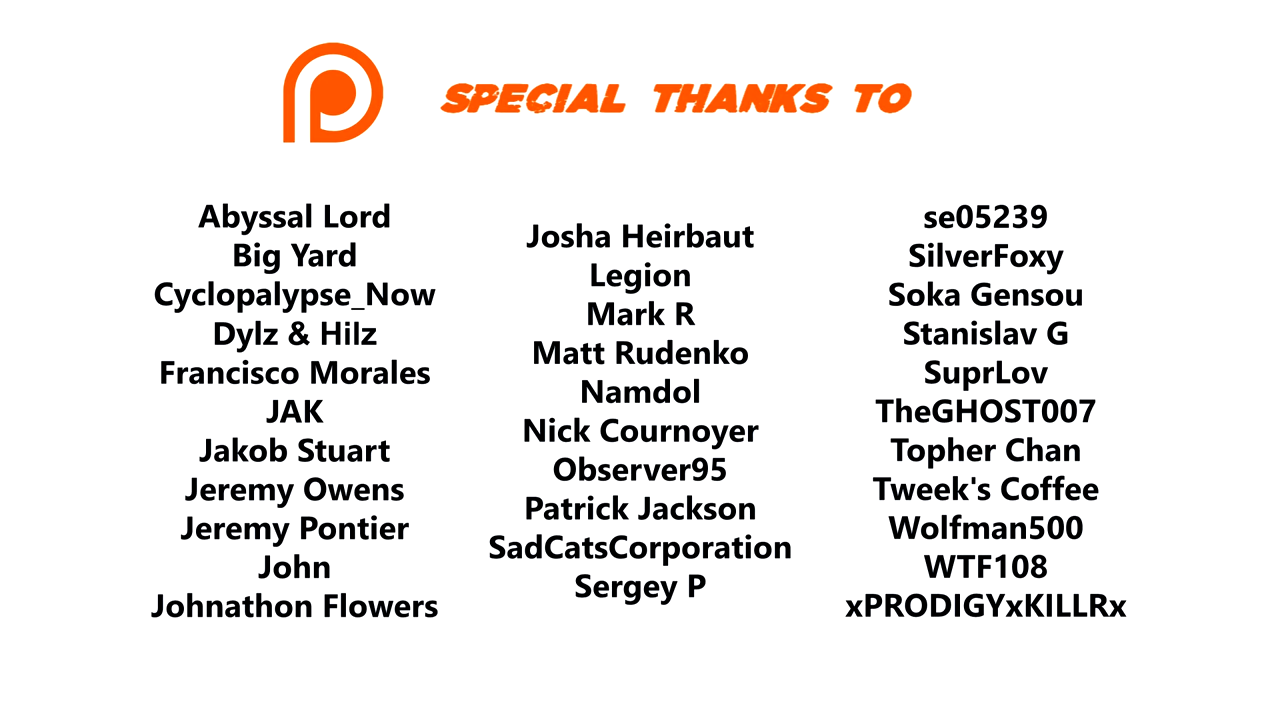 SPECIAL THANKS TO
Abyssal Lord
Big Yard
Cyclopalypse_Now
Dylz & Hilz
Francisco Morales
JAK
Jakob Stuart
Jeremy Owens
Jeremy Pontier
John
Johnathon Flowers
Josha Heirbaut
Legion
Mark R
Matt Rudenko
Namdol
Nick Cournoyer
Observer95
Patrick Jackson
SadCatsCorporation
Sergey P
se05239
SilverFoxy
Soka Gensou
Stanislav G
SuprLov
TheGHOST007
Topher Chan
Tweek's Coffee
Wolfman500
WTF108
xPRODIGYxKILLRx